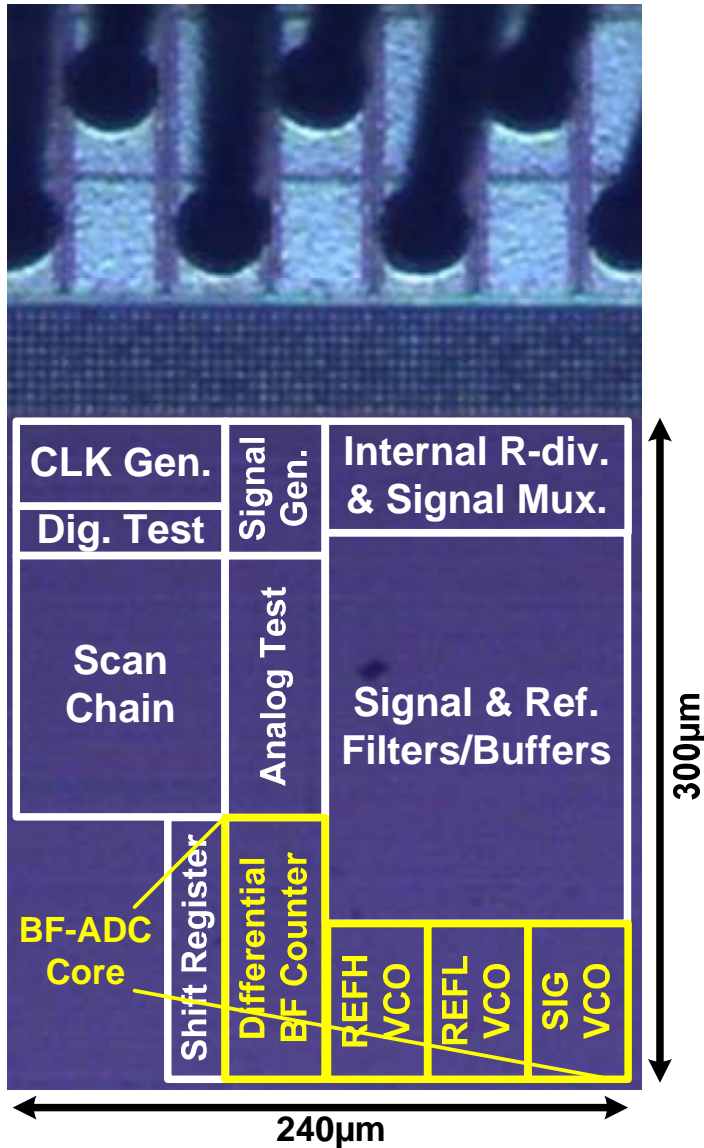 CLK Gen.
Dig. Test
Signal
Gen.
Internal R-div.
& Signal Mux.
Scan
Chain
Analog Test
Signal & Ref.
Filters/Buffers
300µm
BF-ADC
Core
Shift Register
Differential
BF Counter
REFH
VCO
REFL
VCO
SIG
VCO
240µm